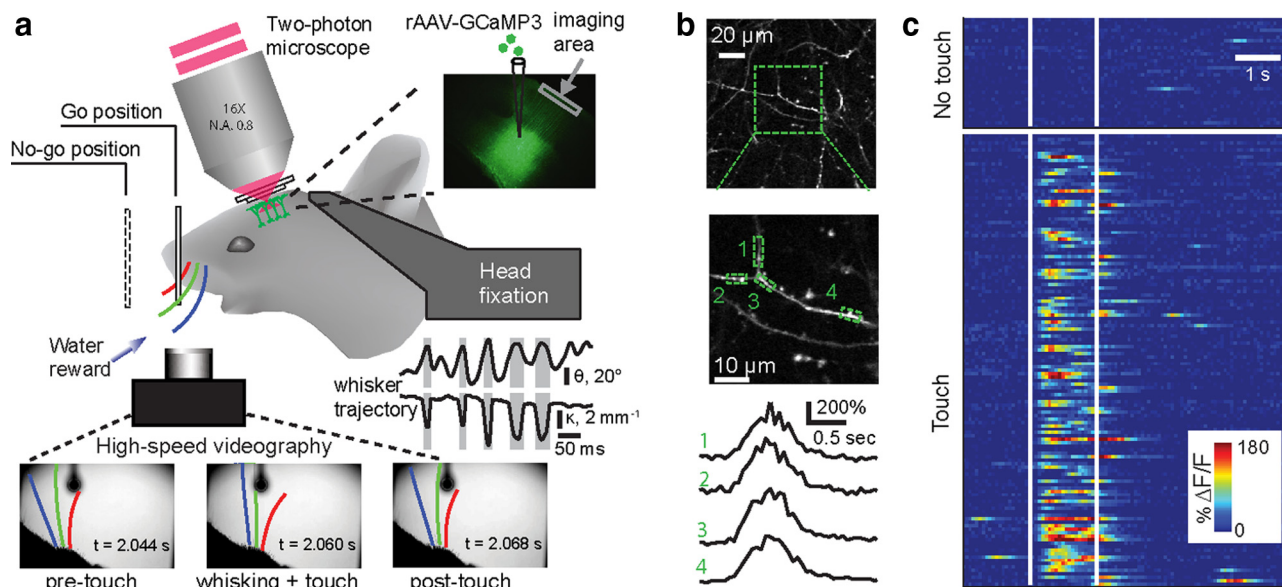 a
Two-photon
microscope
rAAV-GCaMP3
imaging
area
16X
N.A. 0.8
Go position
No-go position
Head
fixation
Water
reward
whisker
trajectory
θ, 20°
κ, 2 mm⁻¹
50 ms
High-speed videography
t = 2.044 s
t = 2.060 s
t = 2.068 s
pre-touch
whisking + touch
post-touch
b
20 µm
1
2
3
4
10 µm
200%
0.5 sec
1
2
3
4
c
No touch
1 s
Touch
180
% ΔF/F
0